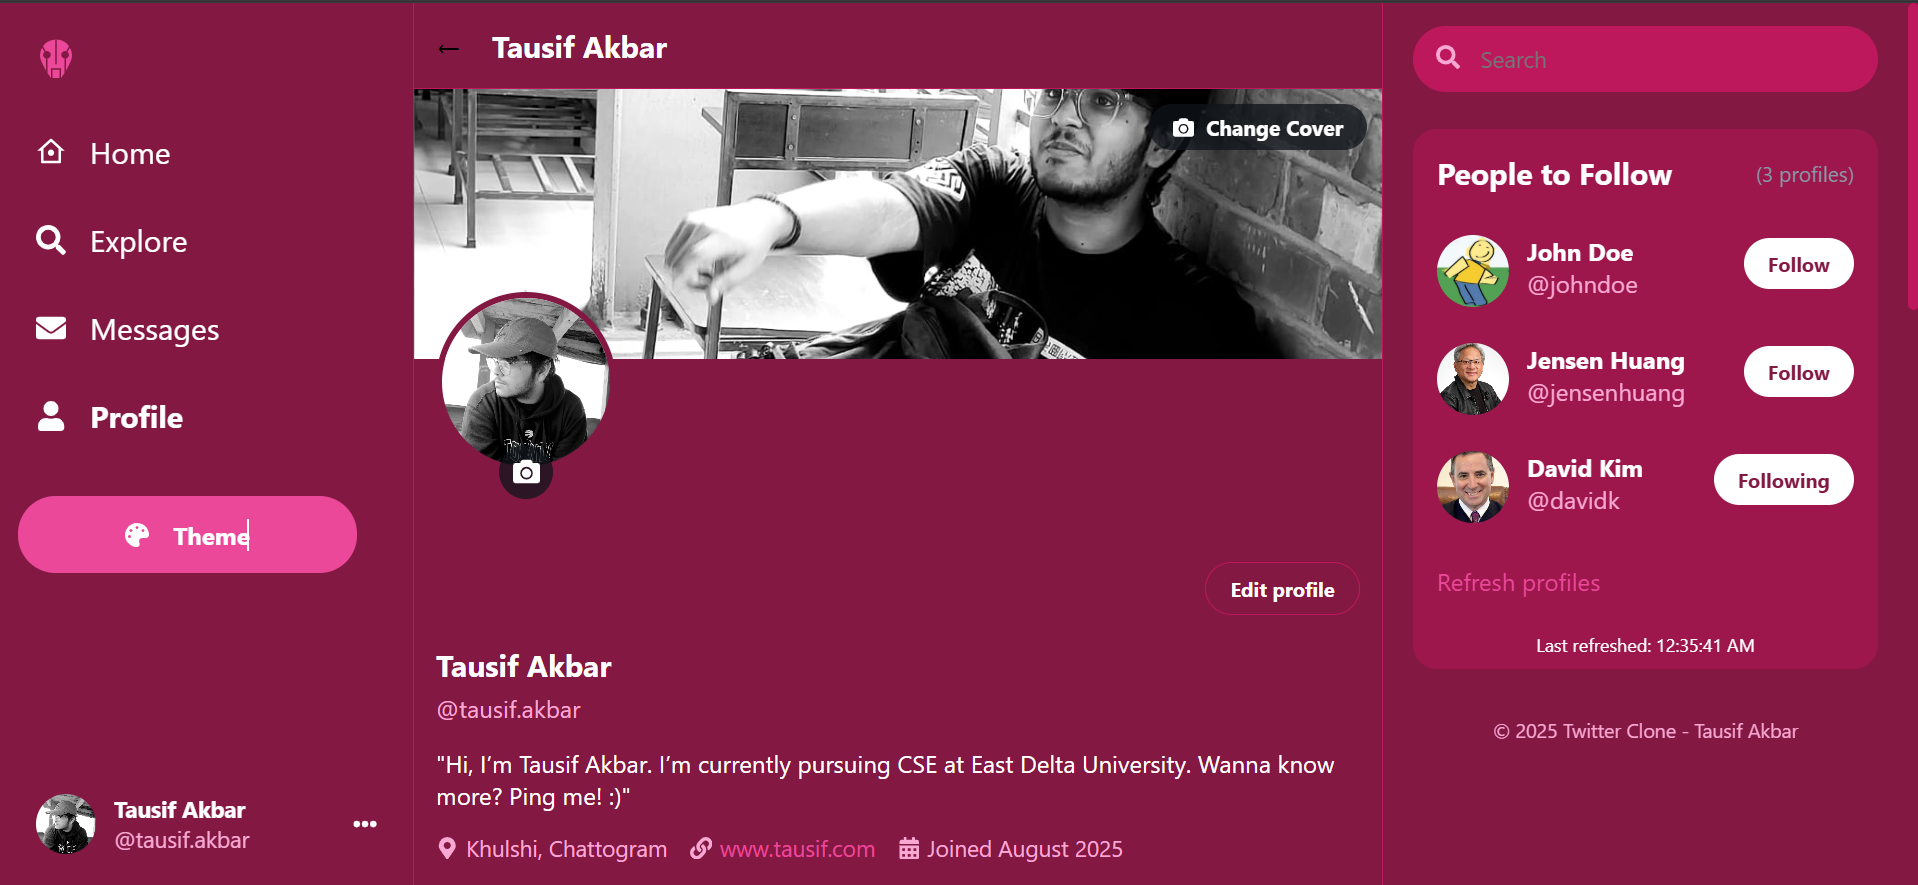 Home
Explore
Messages
Profile
Theme
Tausif Akbar
@tausif.akbar
Tausif Akbar
Change Cover
Edit profile
Tausif Akbar
@tausif.akbar
"Hi, I’m Tausif Akbar. I’m currently pursuing CSE at East Delta University. Wanna know
more? Ping me! :)"
Khulshi, Chattogram www.tausif.com Joined August 2025
Search
People to Follow (3 profiles)
John Doe
@johndoe
Follow
Jensen Huang
@jensenhuang
Follow
David Kim
@davidk
Following
Refresh profiles
Last refreshed: 12:35:41 AM
© 2025 Twitter Clone - Tausif Akbar